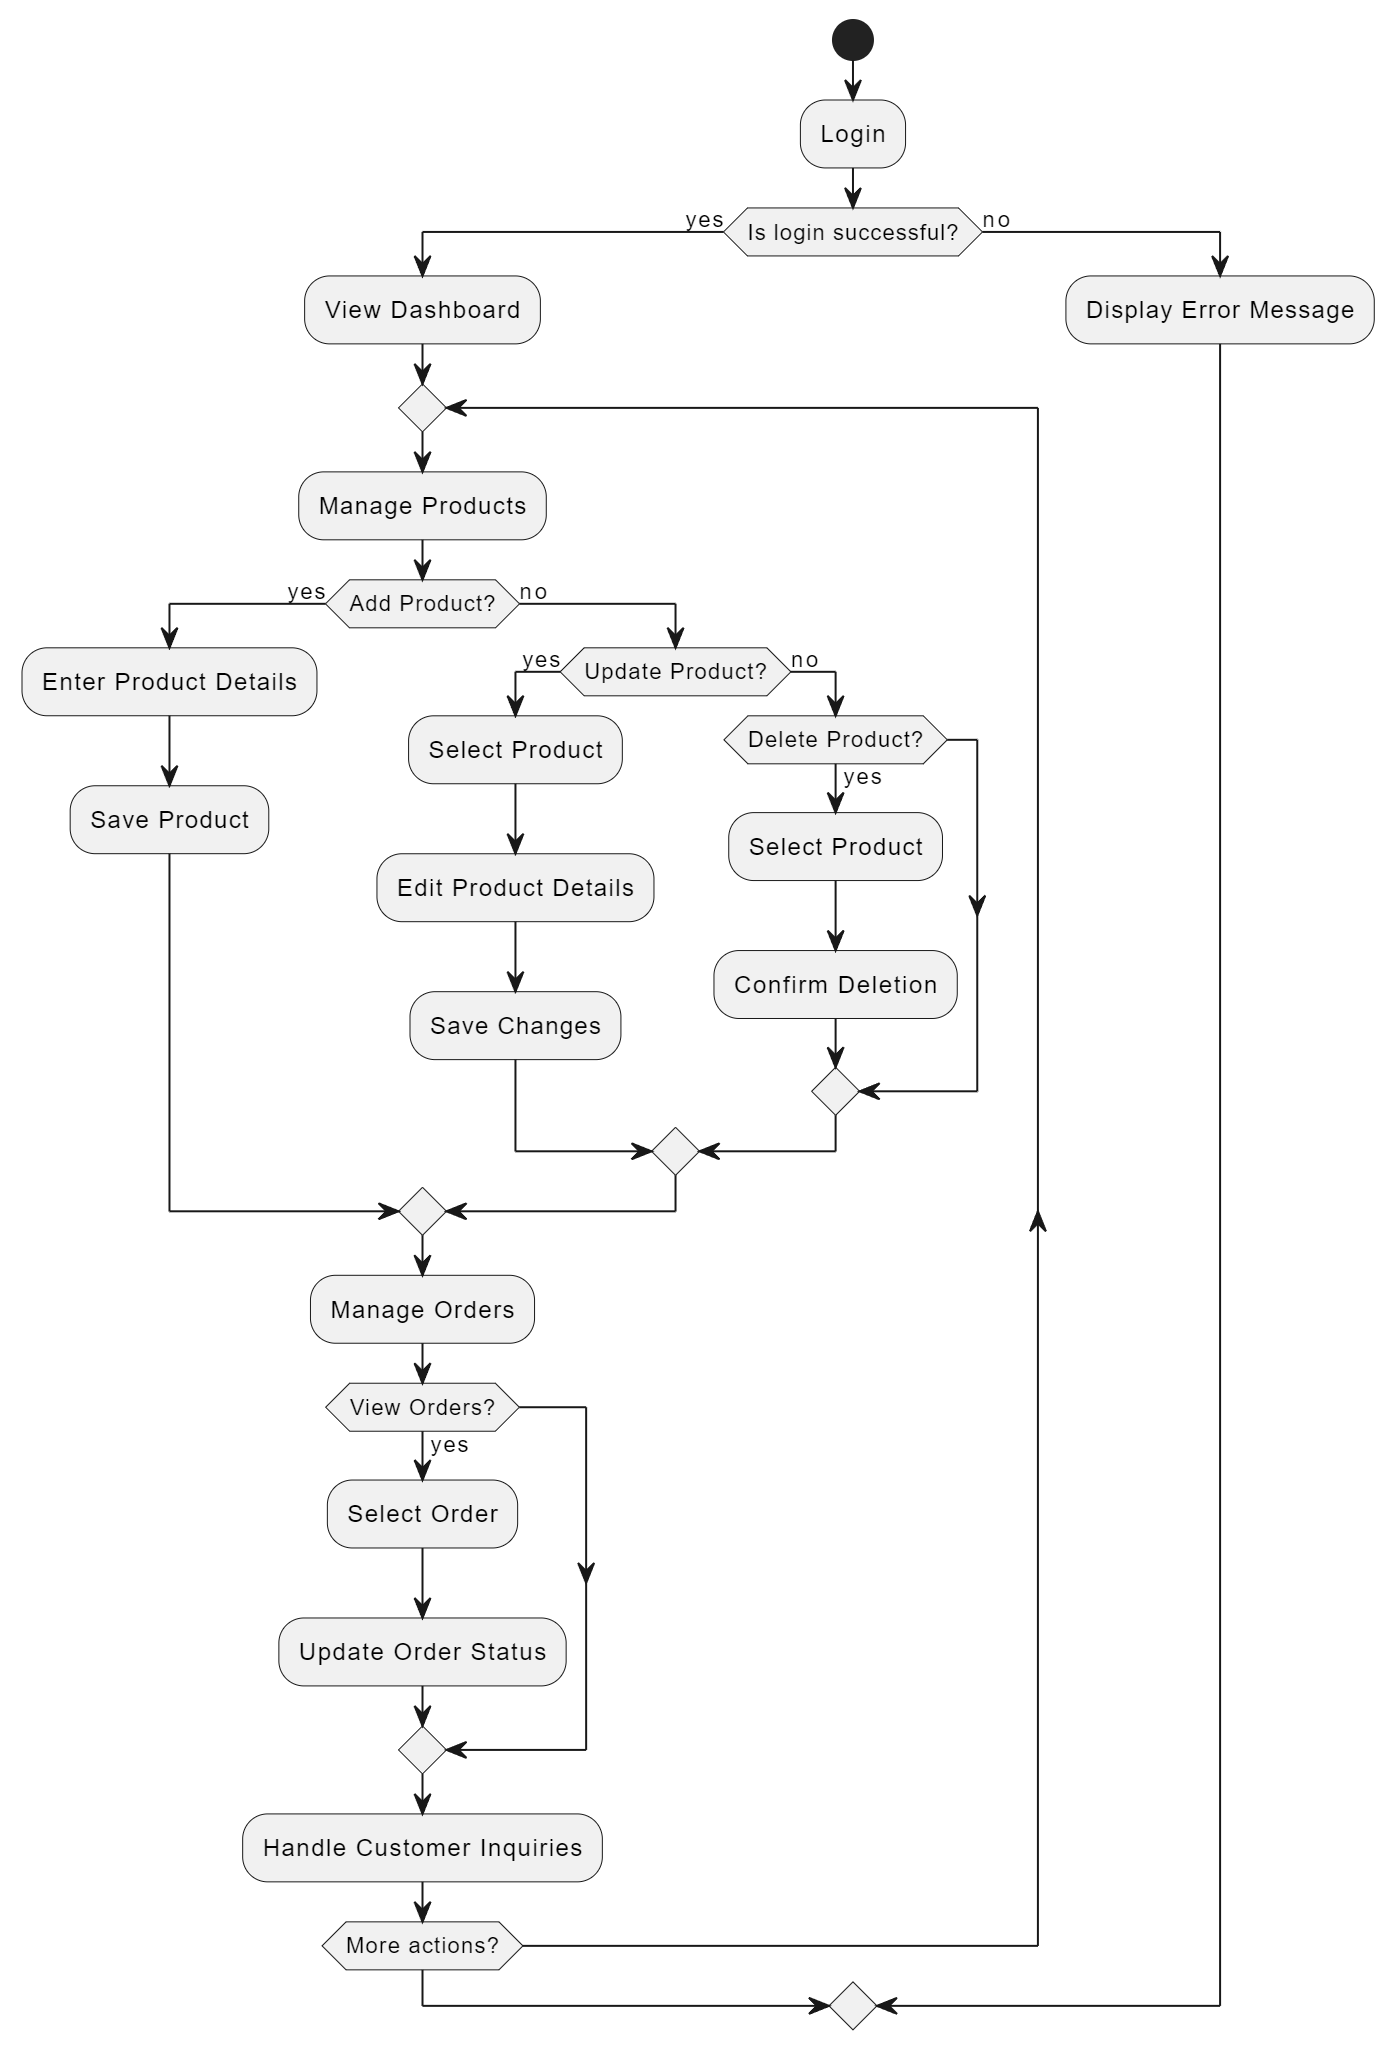 Login
yes
Is login successful?
no
View Dashboard
Display Error Message
Manage Products
yes
Add Product?
no
Enter Product Details
yes
Update Product?
no
Select Product
Delete Product?
yes
Save Product
Select Product
Edit Product Details
Confirm Deletion
Save Changes
Manage Orders
View Orders?
yes
Select Order
Update Order Status
Handle Customer Inquiries
More actions?